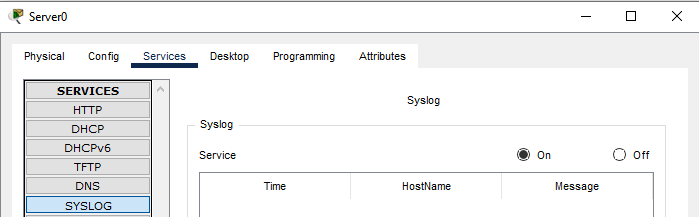 Server0
Physical Config Services Desktop Programming Attributes
SERVICES
HTTP
DHCP
DHCPv6
TFTP
DNS
SYSLOG
Syslog
Syslog
Service On Off
Time HostName Message